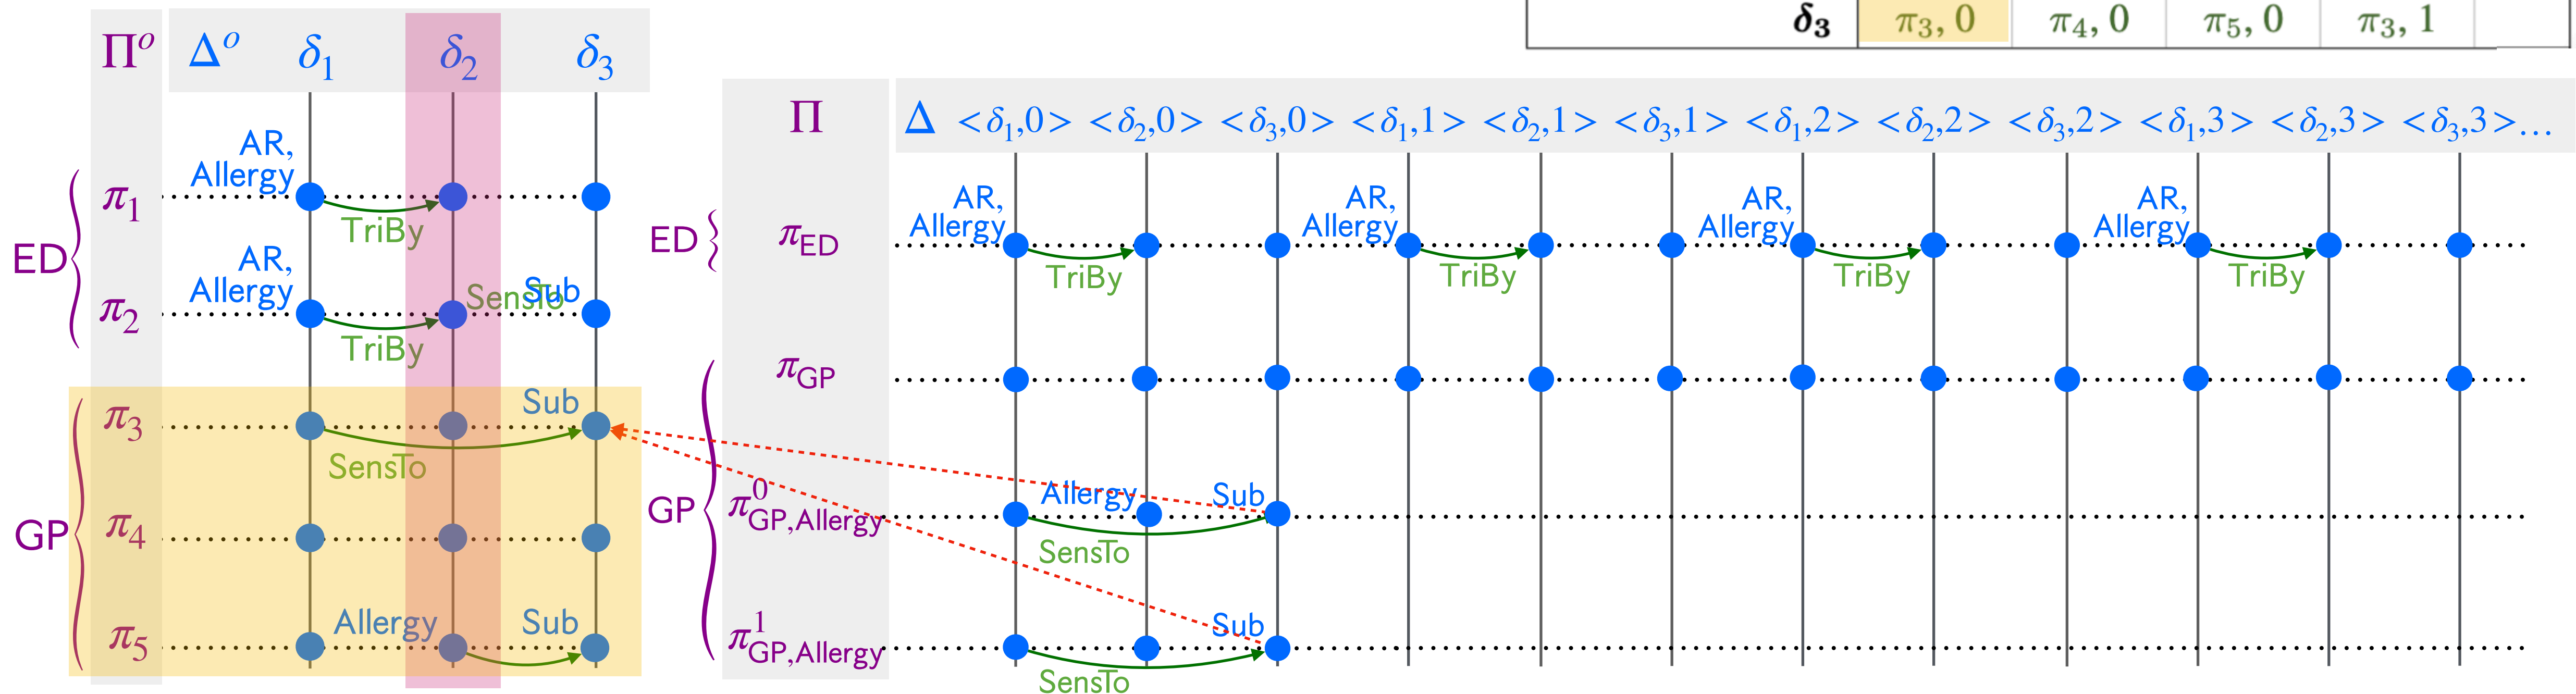 δ₃ π₃, 0 π₄, 0 π₅, 0 π₃, 1
Πᵒ Δᵒ δ₁ δ₂ δ₃
AR,
Allergy
π₁
TriBy
ED
AR,
Allergy SensTo Sub
π₂
TriBy
Sub
π₃
SensTo
GP π₄
Allergy Sub
π₅
Π Δ <δ₁,0> <δ₂,0> <δ₃,0> <δ₁,1> <δ₂,1> <δ₃,1> <δ₁,2> <δ₂,2> <δ₃,2> <δ₁,3> <δ₂,3> <δ₃,3>...
AR, AR, AR, AR,
Allergy Allergy Allergy Allergy
ED π_ED
TriBy TriBy TriBy TriBy
π_GP
Allergy Sub
GP π⁰_GP,Allergy
SensTo
Sub
π¹_GP,Allergy
SensTo